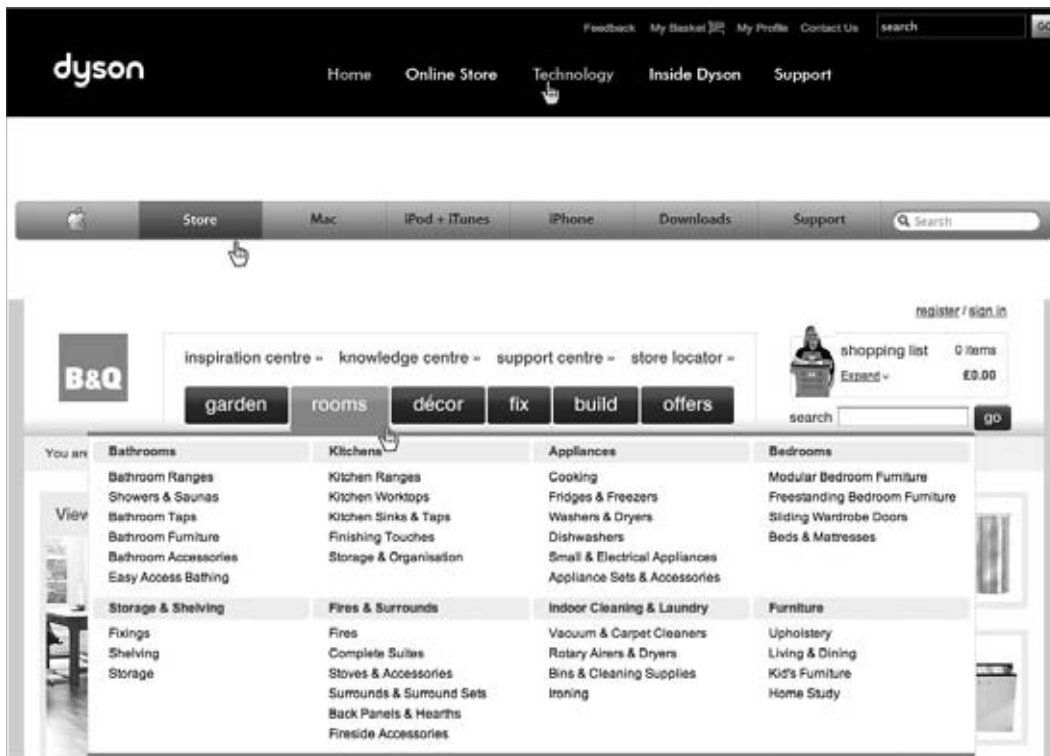 Feedback My Basket My Profile Contact Us search GO
dyson
Home Online Store Technology Inside Dyson Support
Store Mac iPod + iTunes iPhone Downloads Support Search
register / sign in
B&Q
inspiration centre » knowledge centre » support centre » store locator »
shopping list 0 items
Expand £0.00
garden rooms décor fix build offers
search go
You are
Bathrooms Kitchens Appliances Bedrooms
Bathroom Ranges Kitchen Ranges Cooking Modular Bedroom Furniture
Showers & Saunas Kitchen Worktops Fridges & Freezers Freestanding Bedroom Furniture
View
Bathroom Taps Kitchen Sinks & Taps Washers & Dryers Sliding Wardrobe Doors
Bathroom Furniture Finishing Touches Dishwashers Beds & Matresses
Bathroom Accessories Storage & Organisation Small & Electrical Appliances
Easy Access Bathing Appliance Sets & Accessories
Storage & Shelving Fires & Surrounds Indoor Cleaning & Laundry Furniture
Fixings Fires Vacuum & Carpet Cleaners Upholstery
Shelving Complete Suites Rotary Airers & Dryers Living & Dining
Storage Stoves & Accessories Bins & Cleaning Supplies Kid's Furniture
Surrounds & Surround Sets Ironing Home Study
Back Panels & Hearths
Fireside Accessories